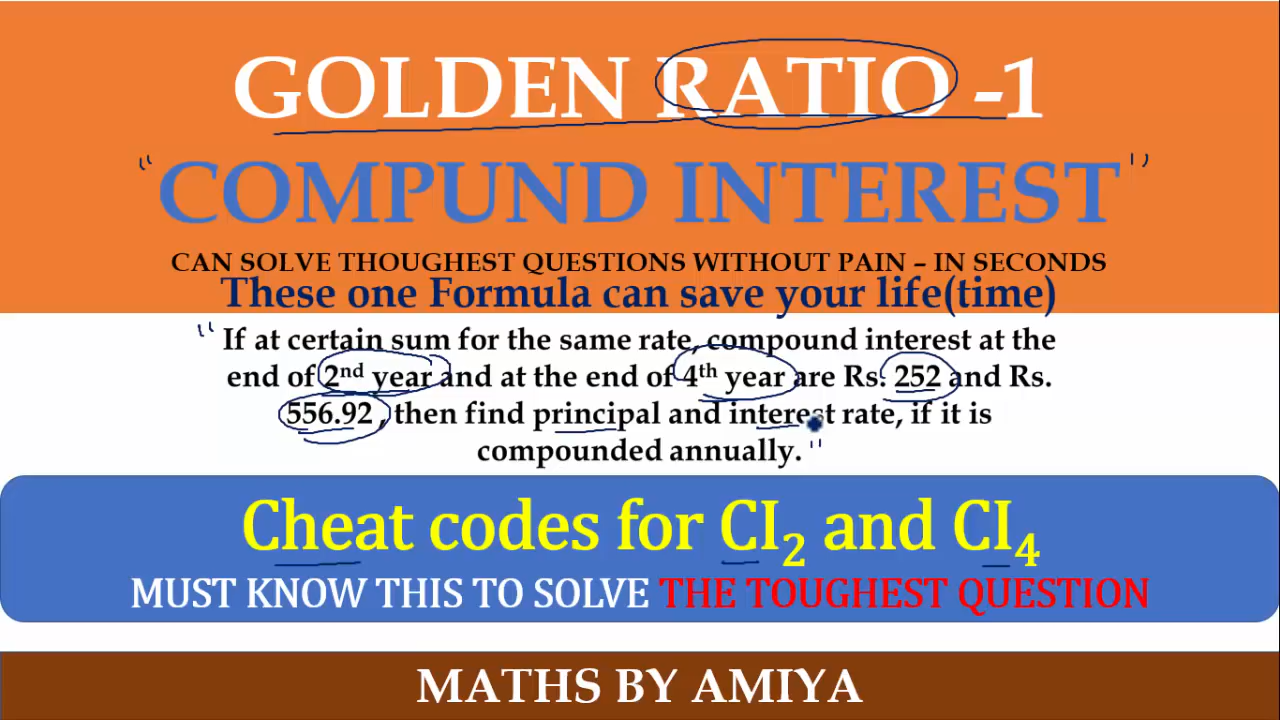 GOLDEN RATIO -1
"COMPUND INTEREST"
CAN SOLVE THOUGHEST QUESTIONS WITHOUT PAIN – IN SECONDS
These one Formula can save your life(time)
"If at certain sum for the same rate, compound interest at the
end of 2nd year and at the end of 4th year are Rs. 252 and Rs.
556.92 , then find principal and interest rate, if it is
compounded annually."
Cheat codes for CI2 and CI4
MUST KNOW THIS TO SOLVE THE TOUGHEST QUESTION
MATHS BY AMIYA